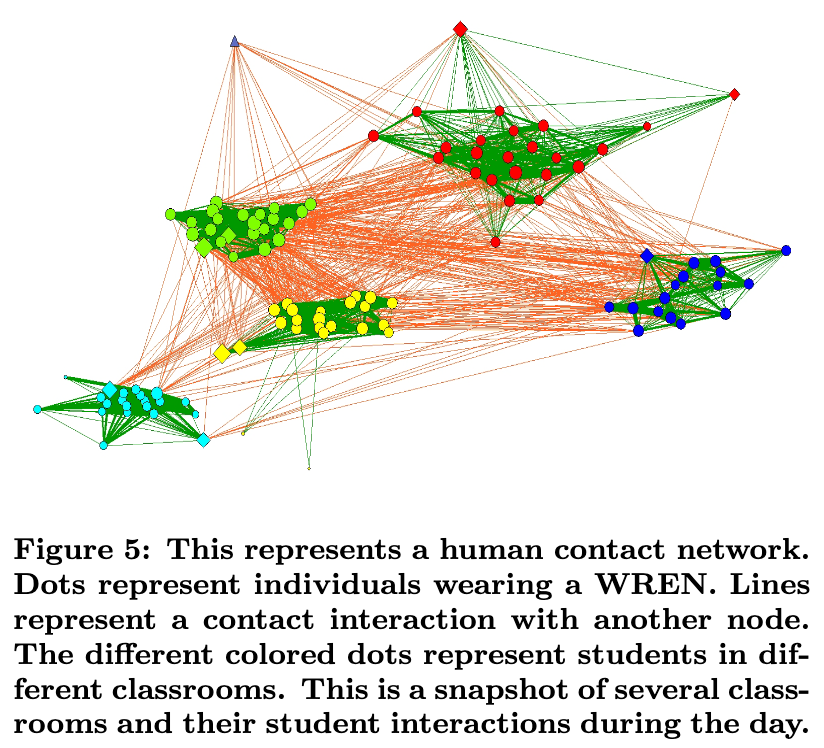 Figure 5: This represents a human contact network.
Dots represent individuals wearing a WREN. Lines
represent a contact interaction with another node.
The different colored dots represent students in dif-
ferent classrooms. This is a snapshot of several class-
rooms and their student interactions during the day.